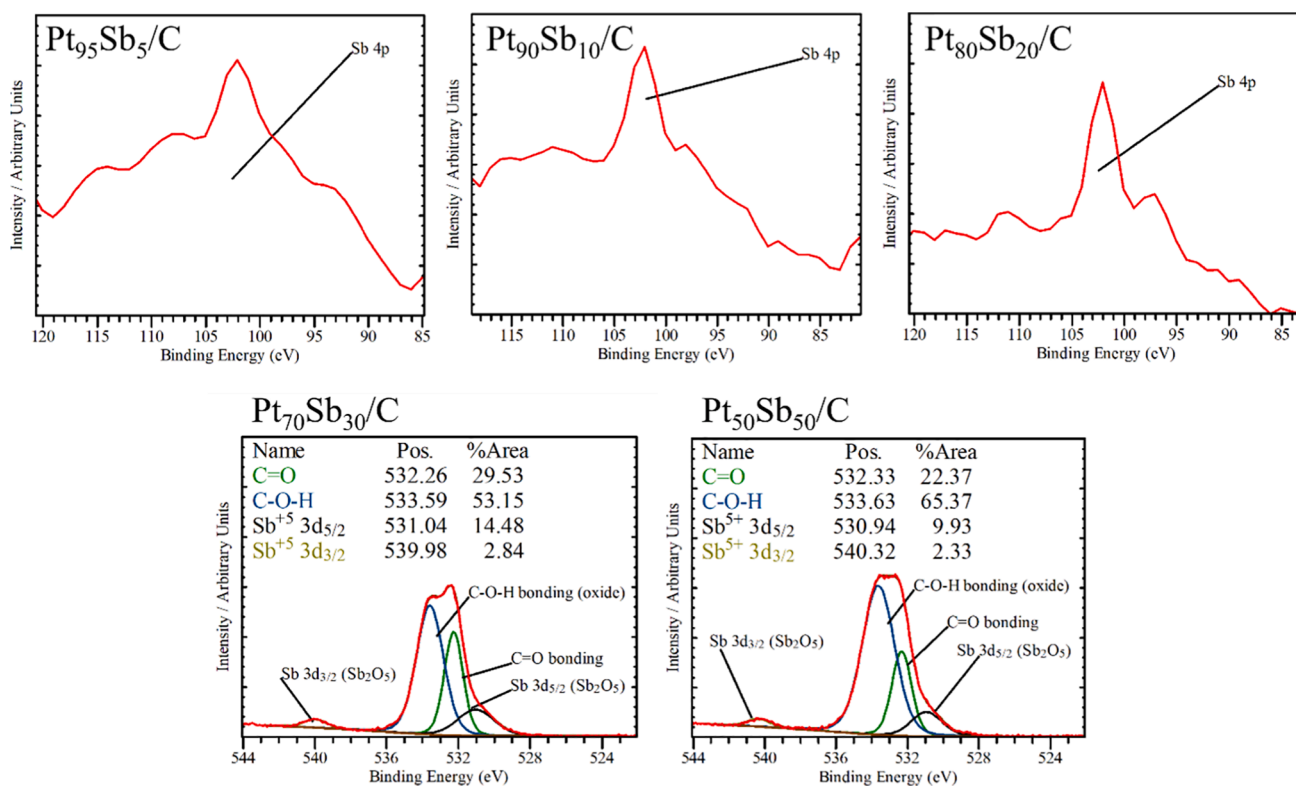 Pt₉₅Sb₅/C
Sb 4p
Intensity / Arbitrary Units
120 115 110 105 100 95 90 85
Binding Energy (eV)
Pt₉₀Sb₁₀/C
Sb 4p
Intensity / Arbitrary Units
115 110 105 100 95 90 85
Binding Energy (eV)
Pt₈₀Sb₂₀/C
Sb 4p
Intensity / Arbitrary Units
120 115 110 105 100 95 90 85
Binding Energy (eV)
Pt₇₀Sb₃₀/C
Name Pos. %Area
C=O 532.26 29.53
C-O-H 533.59 53.15
Sb⁺⁵ 3d₅/₂ 531.04 14.48
Sb⁺⁵ 3d₃/₂ 539.98 2.84
C-O-H bonding (oxide)
C=O bonding
Sb 3d₃/₂ (Sb₂O₅)
Sb 3d₅/₂ (Sb₂O₅)
Intensity / Arbitrary Units
544 540 536 532 528 524
Binding Energy (eV)
Pt₅₀Sb₅₀/C
Name Pos. %Area
C=O 532.33 22.37
C-O-H 533.63 65.37
Sb⁵⁺ 3d₅/₂ 530.94 9.93
Sb⁵⁺ 3d₃/₂ 540.32 2.33
C-O-H bonding (oxide)
C=O bonding
Sb 3d₃/₂ (Sb₂O₅)
Sb 3d₅/₂ (Sb₂O₅)
Intensity / Arbitrary Units
544 540 536 532 528 524
Binding Energy (eV)